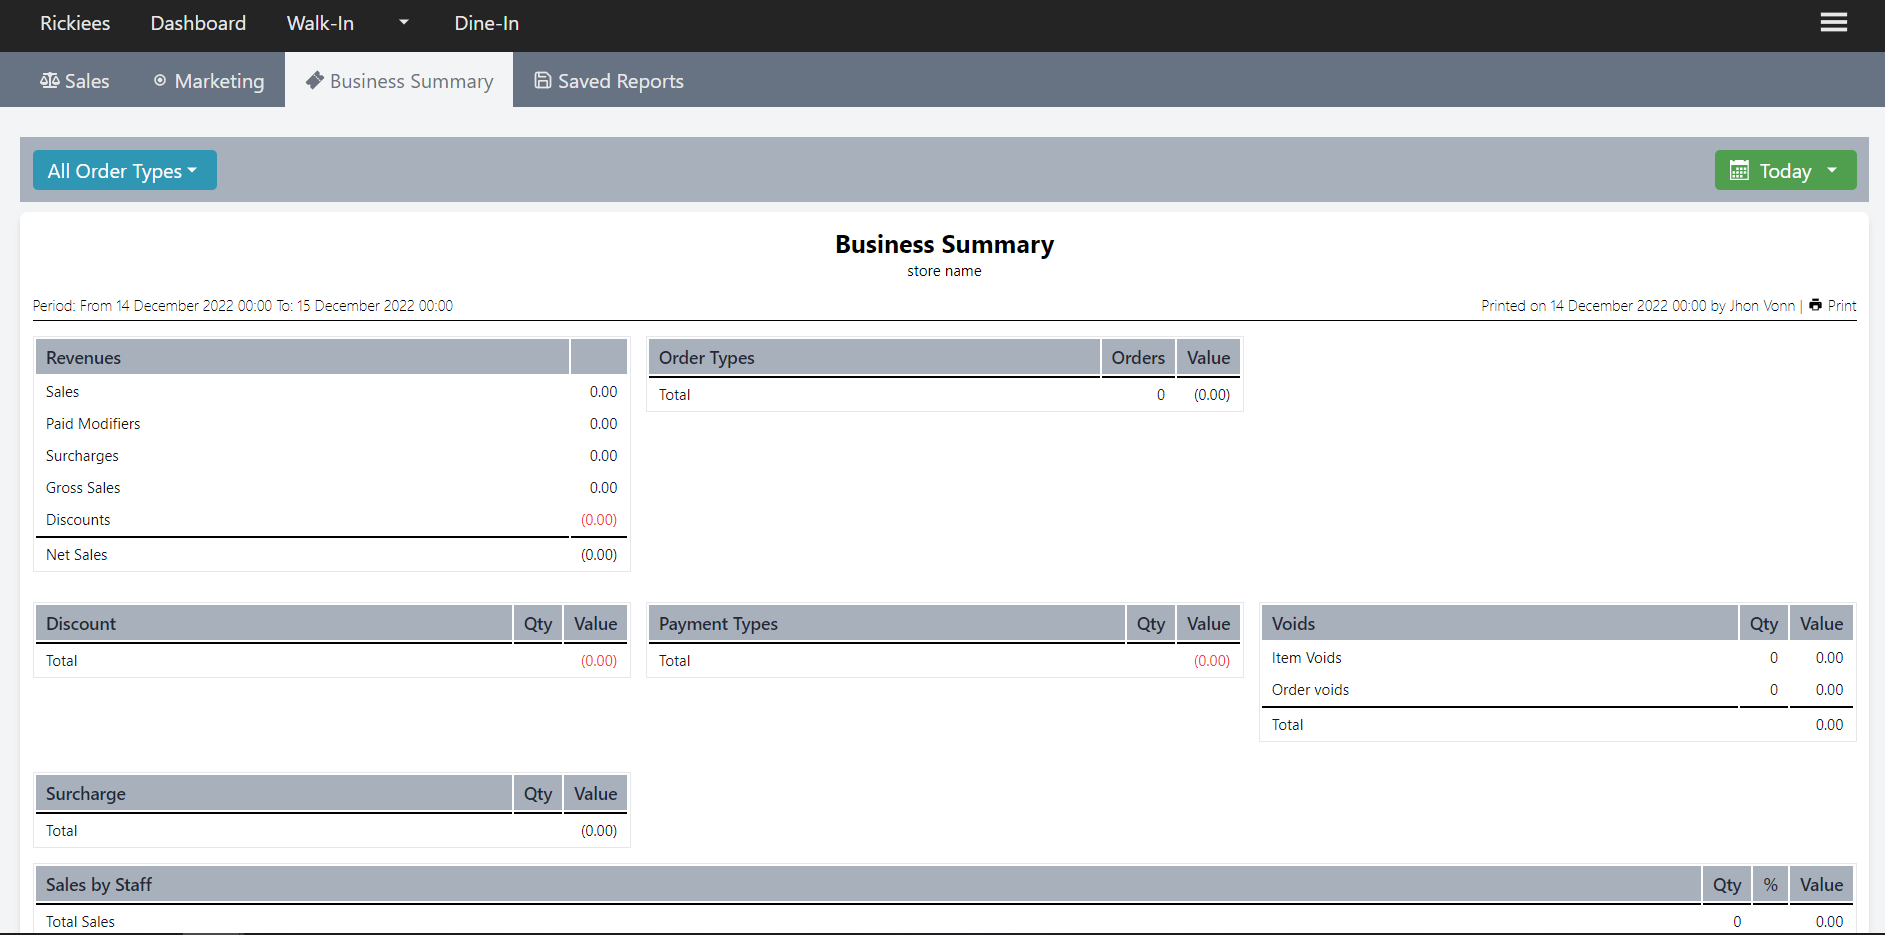 Rickiees Dashboard Walk-In Dine-In
Sales Marketing Business Summary Saved Reports
All Order Types Today
Business Summary
store name
Period: From 14 December 2022 00:00 To: 15 December 2022 00:00 Printed on 14 December 2022 00:00 by Jhon Vonn | Print
Revenues
Sales 0.00
Paid Modifiers 0.00
Surcharges 0.00
Gross Sales 0.00
Discounts (0.00)
Net Sales (0.00)
Order Types Orders Value
Total 0 (0.00)
Discount Qty Value
Total (0.00)
Payment Types Qty Value
Total (0.00)
Voids Qty Value
Item Voids 0 0.00
Order voids 0 0.00
Total 0.00
Surcharge Qty Value
Total (0.00)
Sales by Staff Qty % Value
Total Sales 0 0.00